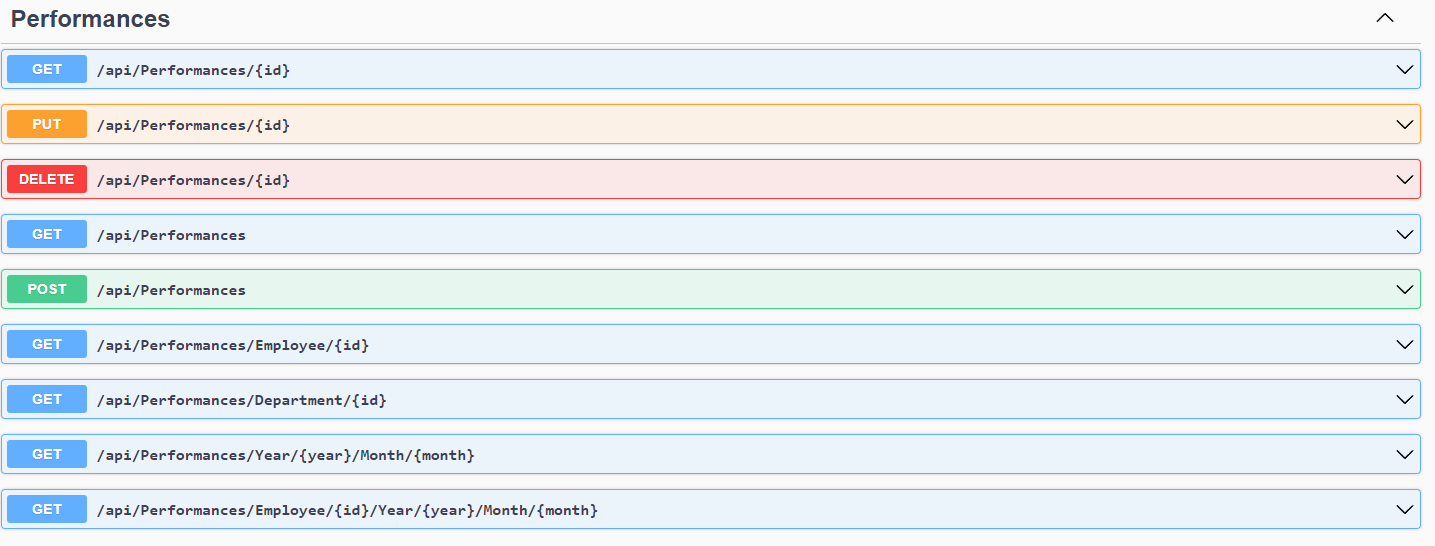 Performances
GET /api/Performances/{id}
PUT /api/Performances/{id}
DELETE /api/Performances/{id}
GET /api/Performances
POST /api/Performances
GET /api/Performances/Employee/{id}
GET /api/Performances/Department/{id}
GET /api/Performances/Year/{year}/Month/{month}
GET /api/Performances/Employee/{id}/Year/{year}/Month/{month}